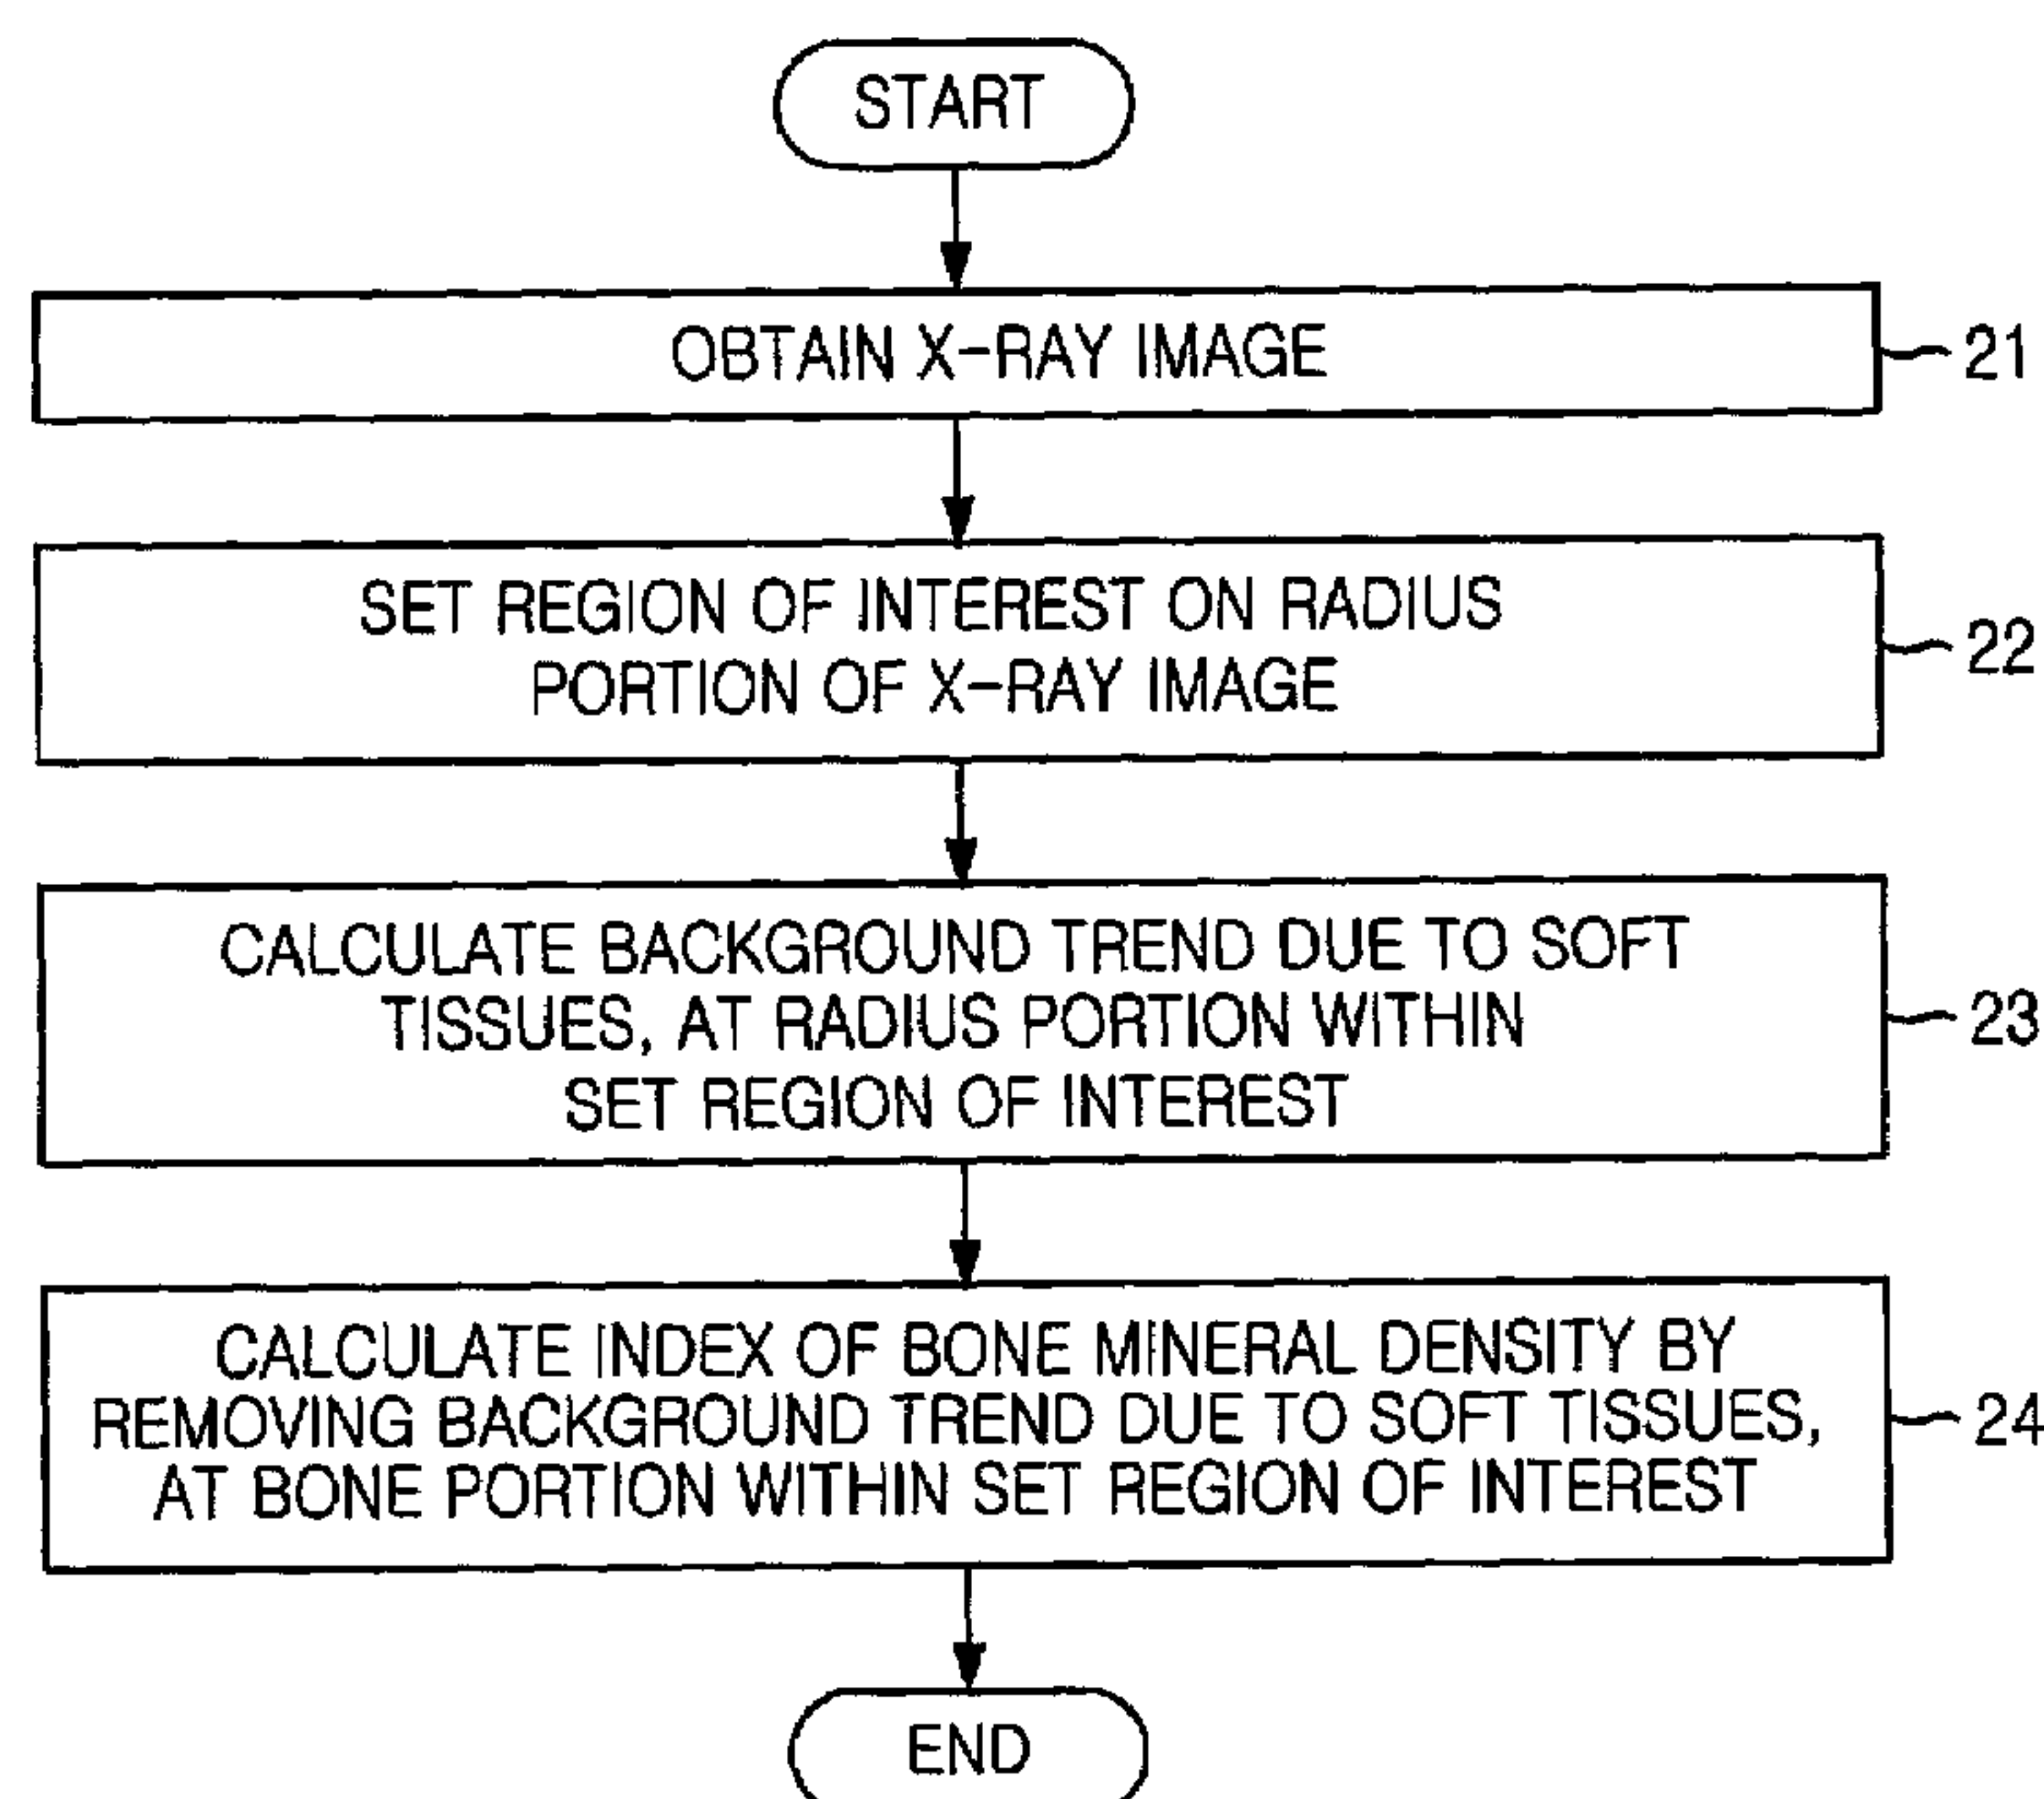 START
OBTAIN X-RAY IMAGE
21
SET REGION OF INTEREST ON RADIUS
PORTION OF X-RAY IMAGE
22
CALCULATE BACKGROUND TREND DUE TO SOFT
TISSUES, AT RADIUS PORTION WITHIN
SET REGION OF INTEREST
23
CALCULATE INDEX OF BONE MINERAL DENSITY BY
REMOVING BACKGROUND TREND DUE TO SOFT TISSUES,
AT BONE PORTION WITHIN SET REGION OF INTEREST
24
END